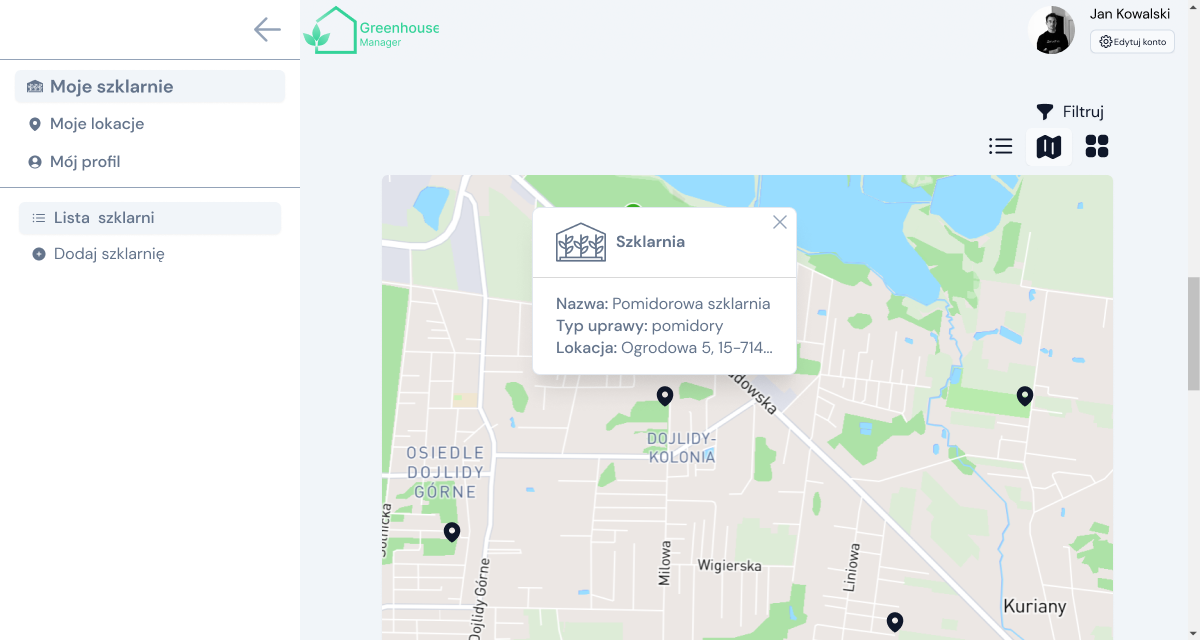 Moje szklarnie
Moje lokacje
Mój profil
Lista szklarni
Dodaj szklarnię
Greenhouse
Manager
Jan Kowalski
Edytuj konto
Filtruj
Szklarnia
Nazwa: Pomidorowa szklarnia
Typ uprawy: pomidory
Lokacja: Ogrodowa 5, 15-714...
dowska
DOJLIDY-
KOLONIA
OSIEDLE
DOJLIDY
GÓRNE
Milowa
Wigierska
Liniowa
Dojlidy Górne
Kuriany